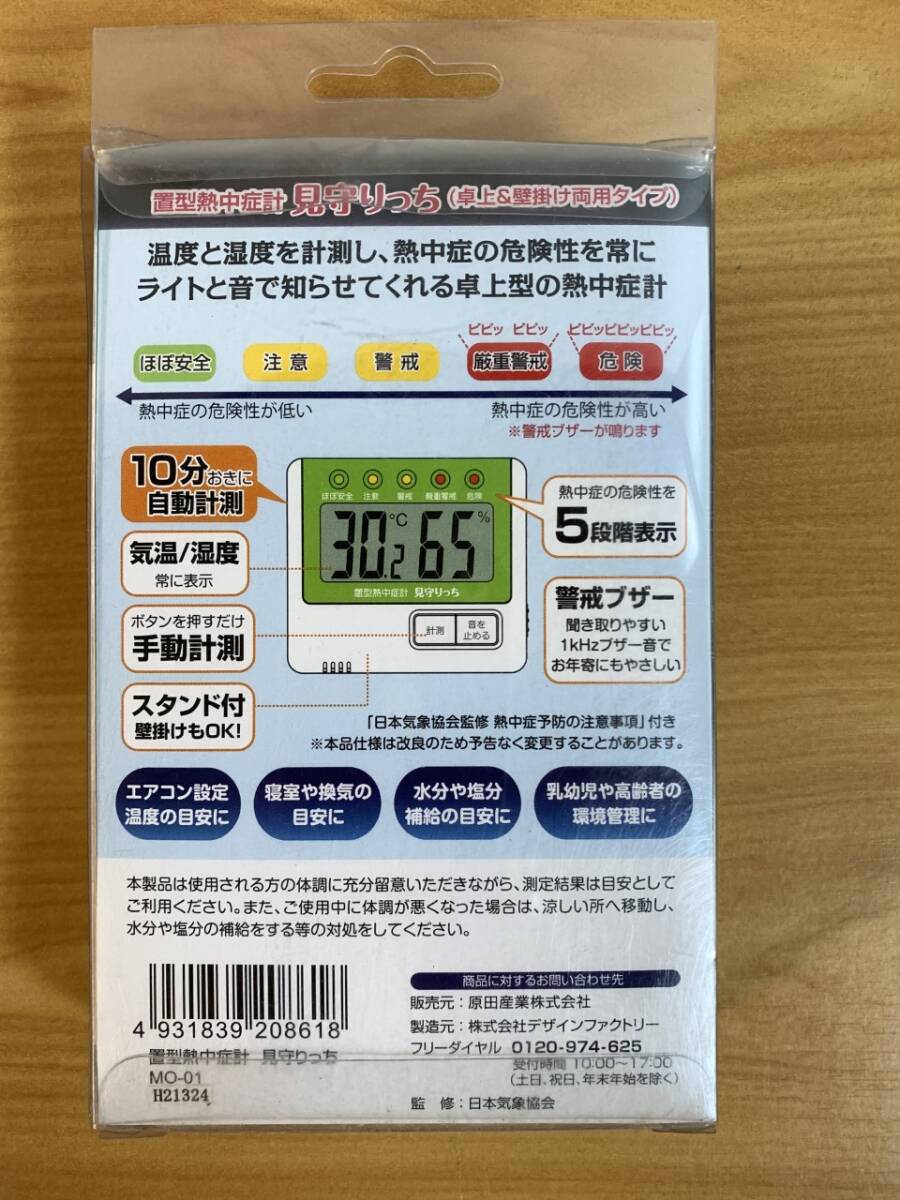 置型熱中症計 見守りっち (卓上&壁掛け両用タイプ)
温度と湿度を計測し、熱中症の危険性を常に
ライトと音で知らせてくれる卓上型の熱中症計
ピピッ ピピッ ピピッピピッピピッ
ほぼ安全 注意 警戒 厳重警戒 危険
熱中症の危険性が低い 熱中症の危険性が高い
※警戒ブザーが鳴ります
10分おきに
自動計測
気温/湿度
常に表示
ボタンを押すだけ
手動計測
スタンド付
壁掛けもOK!
ほぼ安全 注意 警戒 厳重警戒 危険
30.2℃ 65%
置型熱中症計 見守りっち
計測 音を
止める
熱中症の危険性を
5段階表示
警戒ブザー
聞き取りやすい
1kHzブザー音で
お年寄にもやさしい
「日本気象協会監修 熱中症予防の注意事項」付き
※本品仕様は改良のため予告なく変更することがあります。
エアコン設定
温度の目安に
寝室や換気の
目安に
水分や塩分
補給の目安に
乳幼児や高齢者の
環境管理に
本製品は使用される方の体調に充分留意いただきながら、測定結果は目安として
ご利用ください。また、ご使用中に体調が悪くなった場合は、涼しい所へ移動し、
水分や塩分の補給をする等の対処をしてください。
4 931839 208618
置型熱中症計 見守りっち
MO-01
H21324
商品に対するお問い合わせ先
販売元：原田産業株式会社
製造元：株式会社デザインファクトリー
フリーダイヤル 0120-974-625
受付時間 10:00～17:00
(土日、祝日、年末年始を除く)
監 修：日本気象協会